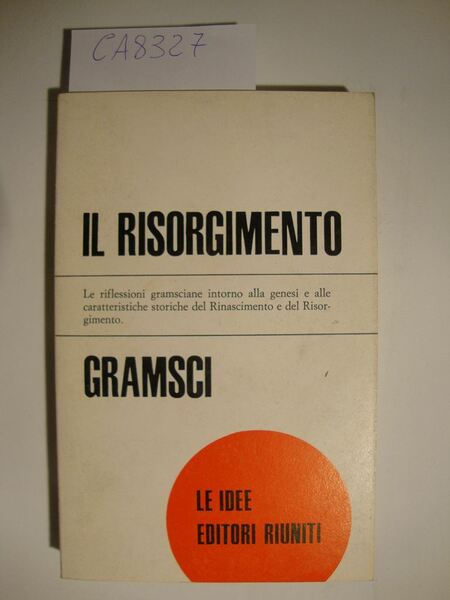 CA8327
IL RISORGIMENTO
Le riflessioni gramsciane intorno alla genesi e alle
caratteristiche storiche del Rinascimento e del Risor-
gimento.
GRAMSCI
LE IDEE
EDITORI RIUNITI